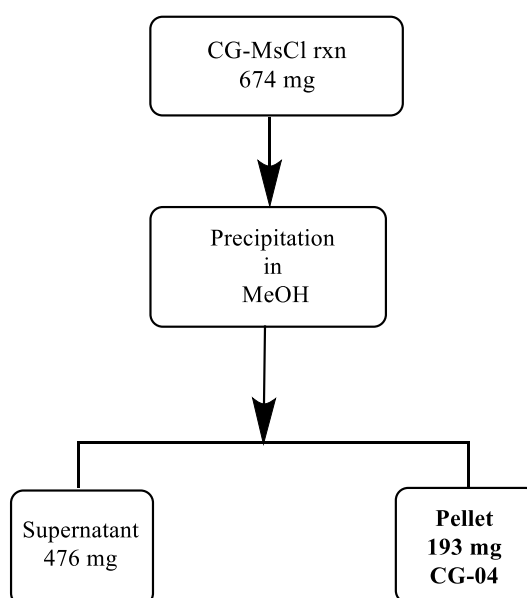 CG-MsCl rxn
674 mg
Precipitation
in
MeOH
Supernatant
476 mg
Pellet
193 mg
CG-04